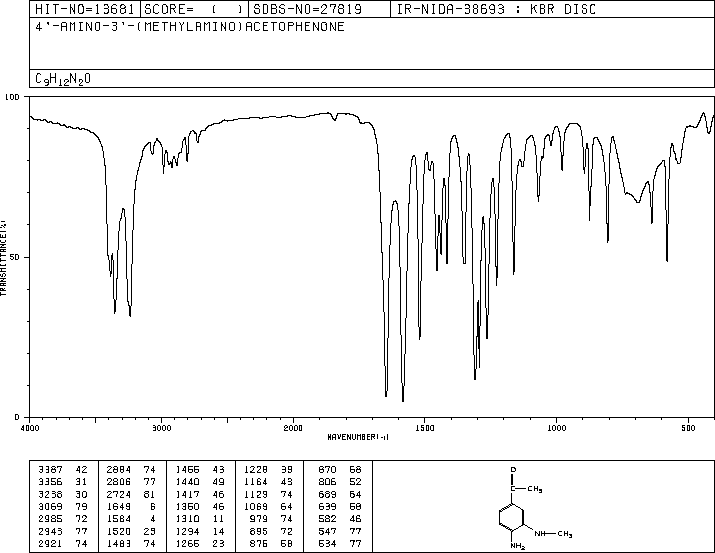 HIT-NO=13681 SCORE= ( ) SDBS-NO=27819 IR-NIDA-38693 : KBR DISC
4'-AMINO-3'-(METHYLAMINO)ACETOPHENONE
C9H12N2O
100
50
0
TRANSMITTANCE(%)
4000 3000 2000 1500 1000 500
WAVENUMBER(-1)
3387 42 2884 74 1455 43 1228 39 870 58
3356 31 2806 77 1440 49 1164 43 806 52
3238 30 2724 81 1417 46 1129 74 689 64
3069 79 1649 6 1350 46 1069 64 639 58
2985 72 1584 4 1310 11 979 74 582 46
2943 77 1520 23 1294 14 895 72 547 77
2921 74 1483 74 1265 23 876 58 534 77
O
C CH3
NH CH3
NH2